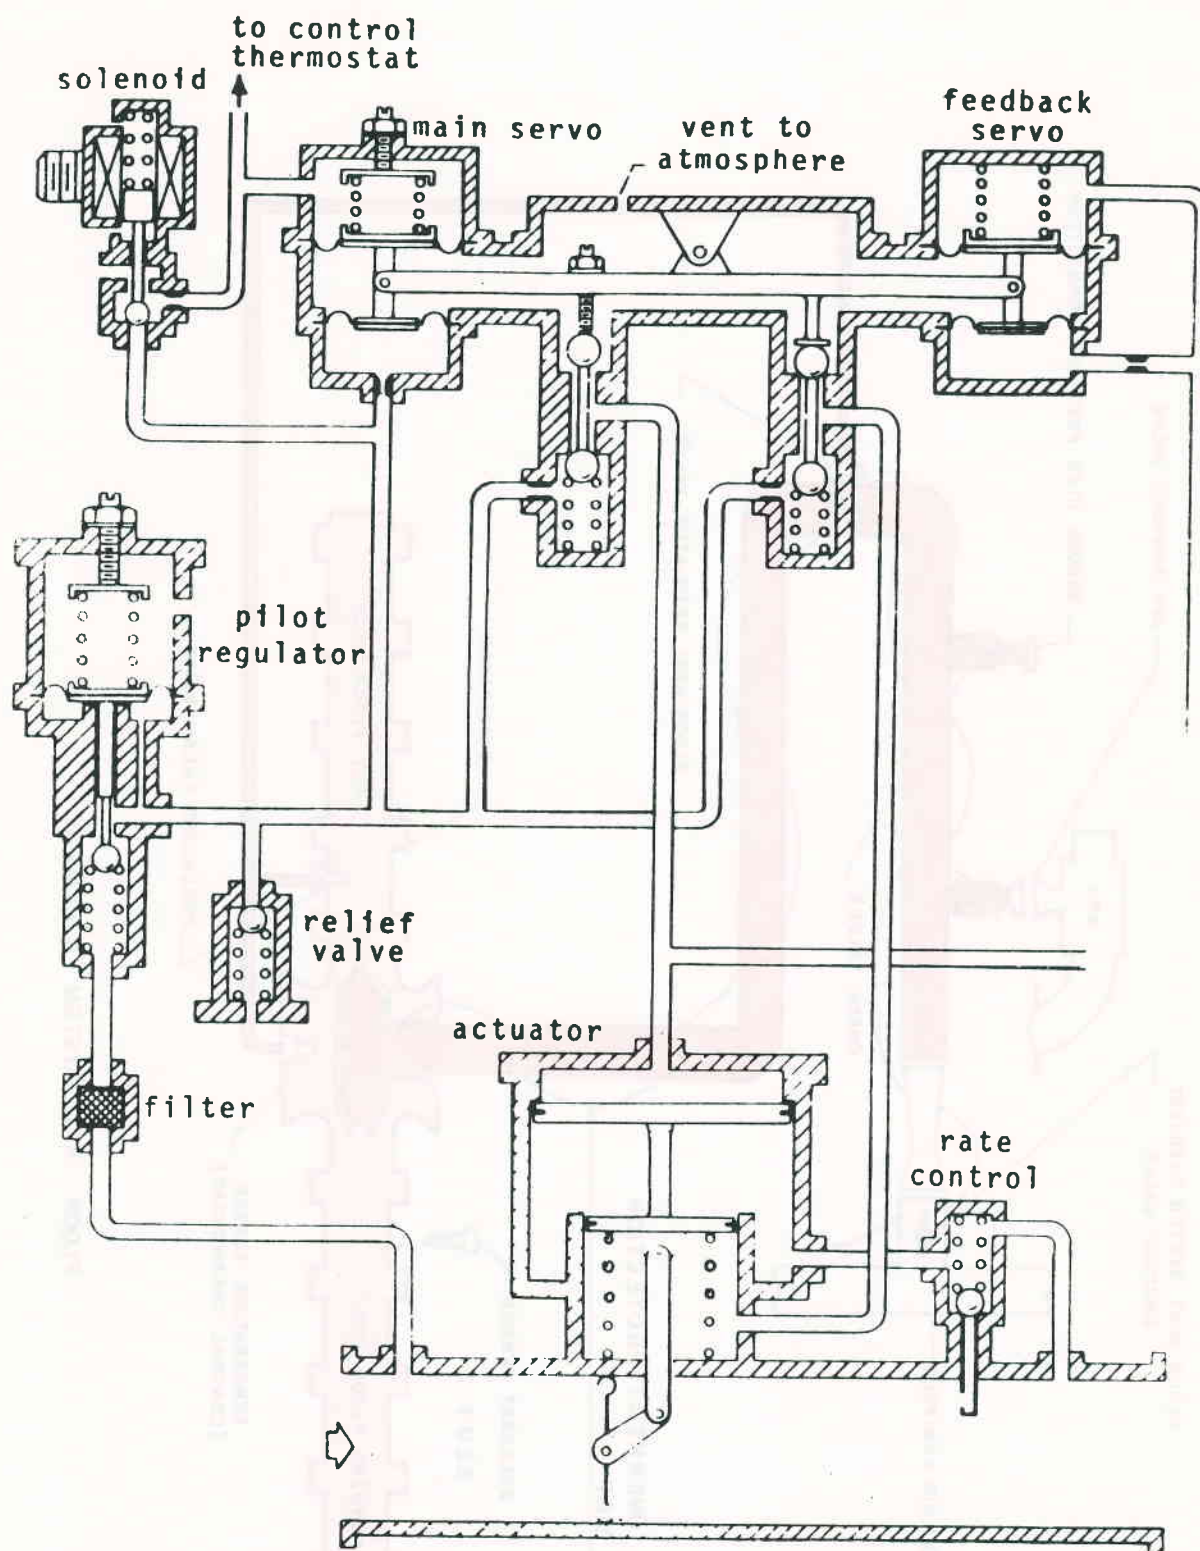 to control
thermostat
solenoid
main servo
vent to
atmosphere
feedback
servo
pilot
regulator
relief
valve
actuator
filter
rate
control